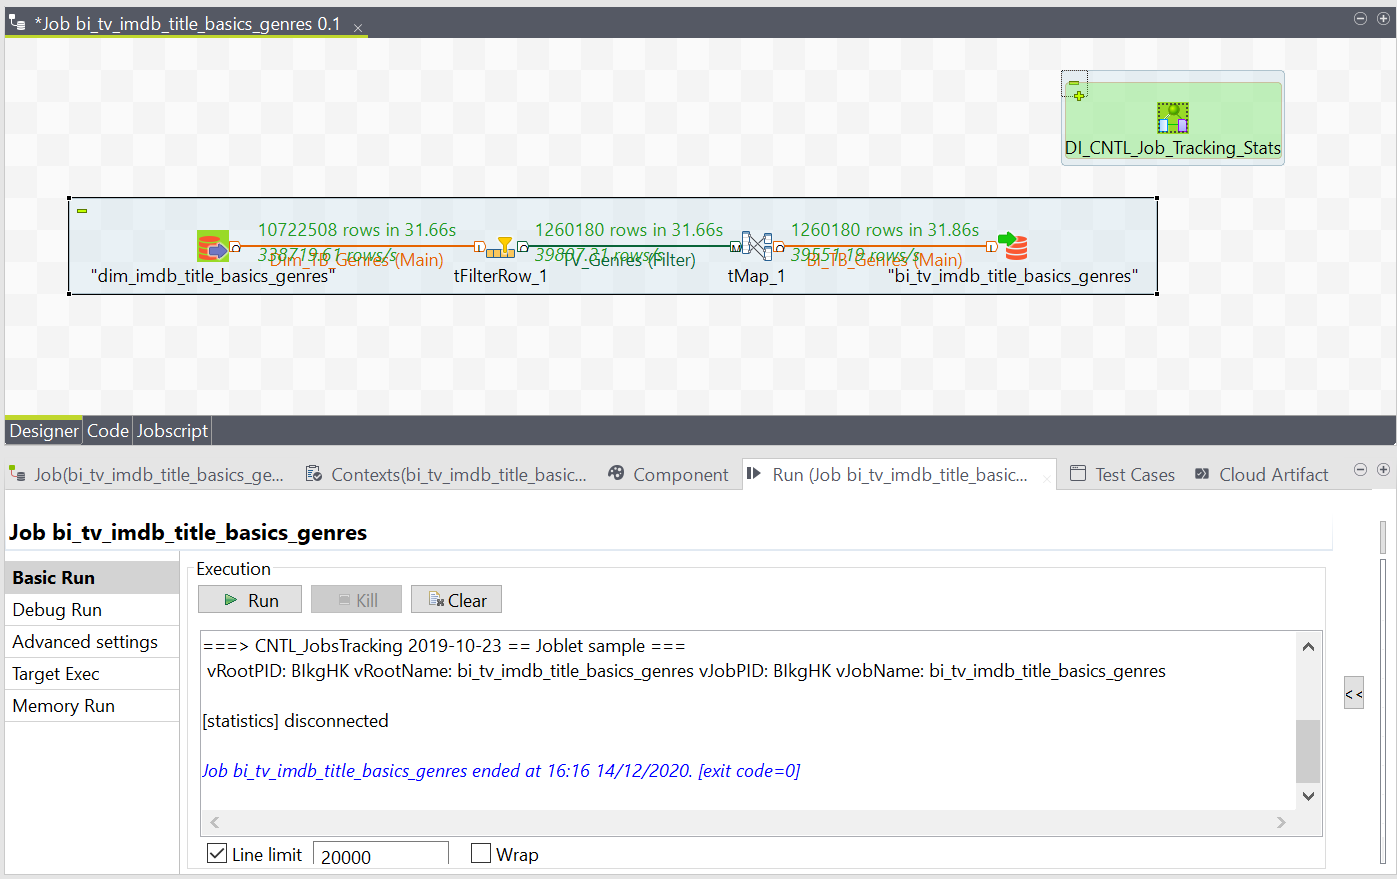 *Job bi_tv_imdb_title_basics_genres 0.1
DI_CNTL_Job_Tracking_Stats
10722508 rows in 31.66s
1260180 rows in 31.66s
1260180 rows in 31.86s
338719.61 rows/s
39807.31 rows/s
39551.19 rows/s
Dim_TB_Genres (Main)
TV_Genres (Filter)
BI_TB_Genres (Main)
"dim_imdb_title_basics_genres"
tFilterRow_1
tMap_1
"bi_tv_imdb_title_basics_genres"
Designer Code Jobscript
Job(bi_tv_imdb_title_basics_ge... Contexts(bi_tv_imdb_title_basic... Component Run (Job bi_tv_imdb_title_basic... Test Cases Cloud Artifact
Job bi_tv_imdb_title_basics_genres
Basic Run
Debug Run
Advanced settings
Target Exec
Memory Run
Execution
Run Kill Clear
===> CNTL_JobsTracking 2019-10-23 == Joblet sample ===
vRootPID: BIkgHK vRootName: bi_tv_imdb_title_basics_genres vJobPID: BIkgHK vJobName: bi_tv_imdb_title_basics_genres
[statistics] disconnected
Job bi_tv_imdb_title_basics_genres ended at 16:16 14/12/2020. [exit code=0]
<<
Line limit 20000 Wrap